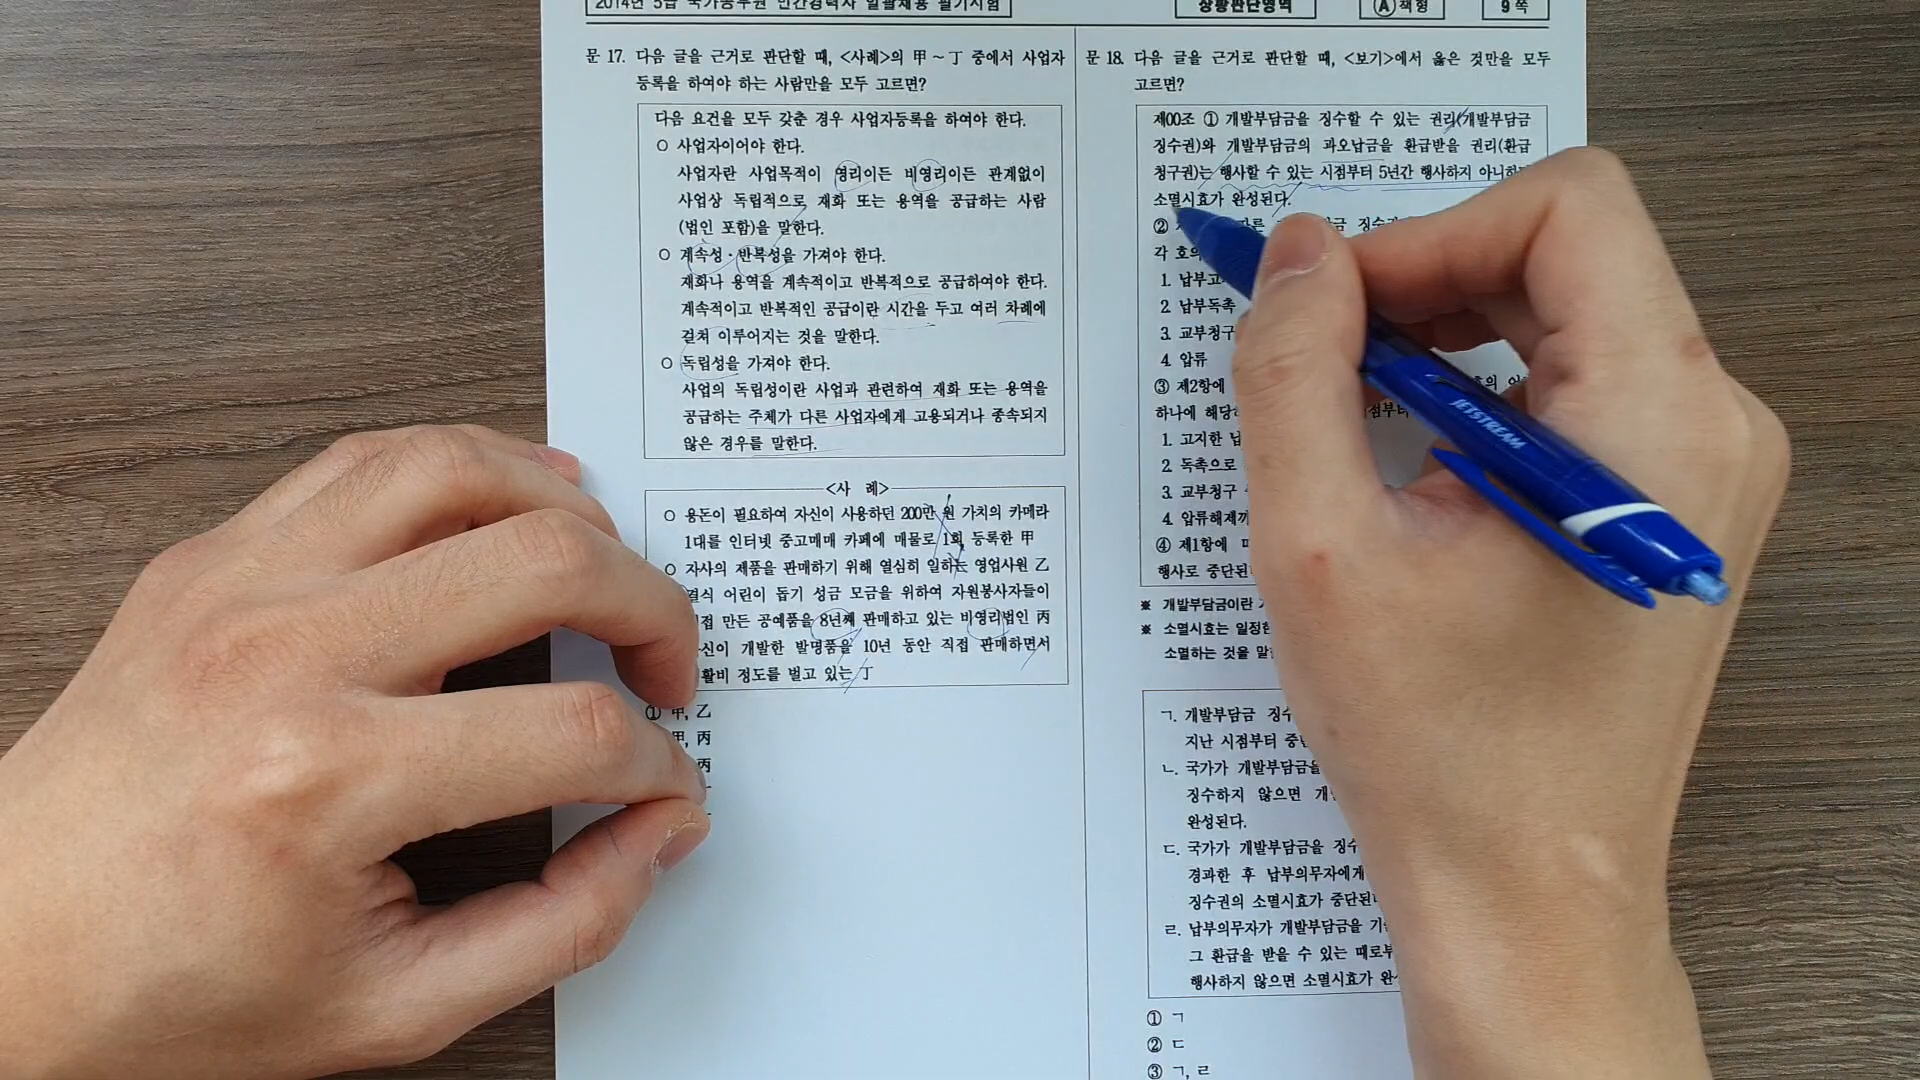 2014년 5급 국가공무원 민간경력자 일괄채용 필기시험
상황판단영역
Ⓐ 책형
9 쪽
문 17. 다음 글을 근거로 판단할 때, <사례>의 甲～丁 중에서 사업자
등록을 하여야 하는 사람만을 모두 고르면?
다음 요건을 모두 갖춘 경우 사업자등록을 하여야 한다.
○ 사업자이어야 한다.
사업자란 사업목적이 영리이든 비영리이든 관계없이
사업상 독립적으로 재화 또는 용역을 공급하는 사람
(법인 포함)을 말한다.
○ 계속성·반복성을 가져야 한다.
재화나 용역을 계속적이고 반복적으로 공급하여야 한다.
계속적이고 반복적인 공급이란 시간을 두고 여러 차례에
걸쳐 이루어지는 것을 말한다.
○ 독립성을 가져야 한다.
사업의 독립성이란 사업과 관련하여 재화 또는 용역을
공급하는 주체가 다른 사업자에게 고용되거나 종속되지
않은 경우를 말한다.
<사 례>
○ 용돈이 필요하여 자신이 사용하던 200만 원 가치의 카메라
1대를 인터넷 중고매매 카페에 매물로 1회 등록한 甲
○ 자사의 제품을 판매하기 위해 열심히 일하는 영업사원 乙
결식 어린이 돕기 성금 모금을 위하여 자원봉사자들이
접 만든 공예품을 8년째 판매하고 있는 비영리법인 丙
신이 개발한 발명품을 10년 동안 직접 판매하면서
활비 정도를 벌고 있는 丁
① 甲, 乙
甲, 丙
丙
문 18. 다음 글을 근거로 판단할 때, <보기>에서 옳은 것만을 모두
고르면?
제00조 ① 개발부담금을 징수할 수 있는 권리(개발부담금
징수권)와 개발부담금의 과오납금을 환급받을 권리(환급
청구권)는 행사할 수 있는 시점부터 5년간 행사하지 아니하
소멸시효가 완성된다.
② 따른 금 징수
각 호의
1. 납부고
2. 납부독촉
3. 교부청구
4. 압류
③ 제2항에 의 어
하나에 해당하 점부터
1. 고지한 납
2. 독촉으로
3. 교부청구
4. 압류해제까
④ 제1항에
행사로 중단된
※ 개발부담금이란
※ 소멸시효는 일정한
소멸하는 것을 말
ㄱ. 개발부담금 징수
지난 시점부터 중단
ㄴ. 국가가 개발부담금을
징수하지 않으면 개
완성된다.
ㄷ. 국가가 개발부담금을 징수
경과한 후 납부의무자에게
징수권의 소멸시효가 중단된
ㄹ. 납부의무자가 개발부담금을 기
그 환급을 받을 수 있는 때로부
행사하지 않으면 소멸시효가 완
① ㄱ
② ㄷ
③ ㄱ, ㄹ
JETSTREAM